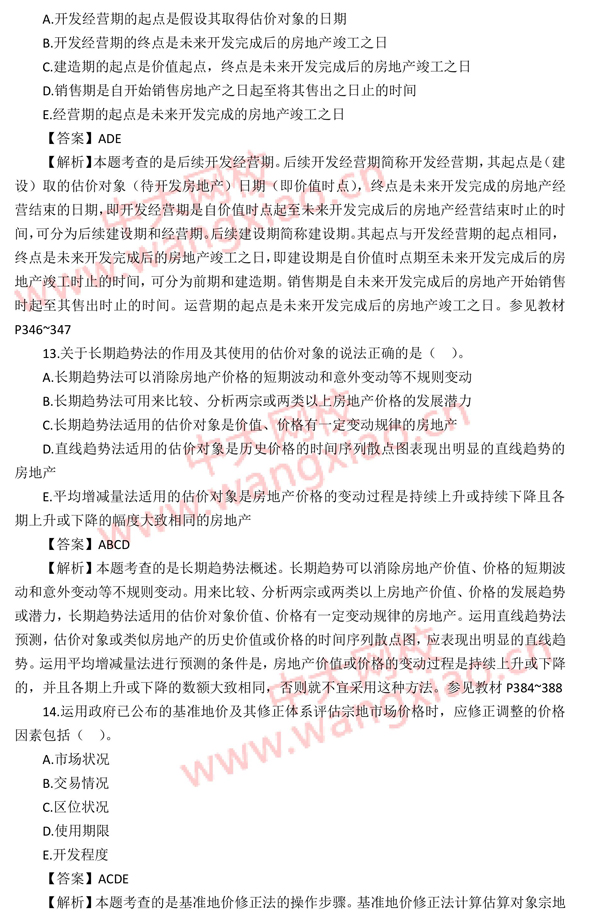 A.开发经营期的起点是假设其取得估价对象的日期
B.开发经营期的终点是未来开发完成后的房地产竣工之日
C.建造期的起点是价值起点，终点是未来开发完成后的房地产竣工之日
D.销售期是自开始销售房地产之日起至将其售出之日止的时间
E.经营期的起点是未来开发完成的房地产竣工之日
【答案】ADE
【解析】本题考查的是后续开发经营期。后续开发经营期简称开发经营期，其起点是（建
设）取的估价对象（待开发房地产）日期（即价值时点），终点是未来开发完成的房地产经
营结束的日期，即开发经营期是自价值时点起至未来开发完成后的房地产经营结束时止的时
间，可分为后续建设期和经营期。后续建设期简称建设期。其起点与开发经营期的起点相同，
终点是未来开发完成后的房地产竣工之日，即建设期是自价值时点期至未来开发完成后的房
地产竣工时止的时间，可分为前期和建造期。销售期是自未来开发完成后的房地产开始销售
时起至其售出时止的时间。运营期的起点是未来开发完成后的房地产竣工之日。参见教材
P346~347
13.关于长期趋势法的作用及其使用的估价对象的说法正确的是（ ）。
A.长期趋势法可以消除房地产价格的短期波动和意外变动等不规则变动
B.长期趋势法可用来比较、分析两宗或两类以上房地产价格的发展潜力
C.长期趋势法适用的估价对象是价值、价格有一定变动规律的房地产
D.直线趋势法适用的估价对象是历史价格的时间序列散点图表现出明显的直线趋势的
房地产
E.平均增减量法适用的估价对象是房地产价格的变动过程是持续上升或持续下降且各
期上升或下降的幅度大致相同的房地产
【答案】ABCD
【解析】本题考查的是长期趋势法概述。长期趋势可以消除房地产价值、价格的短期波
动和意外变动等不规则变动。用来比较、分析两宗或两类以上房地产价值、价格的发展趋势
或潜力，长期趋势法适用的估价对象价值、价格有一定变动规律的房地产。运用直线趋势法
预测，估价对象或类似房地产的历史价值或价格的时间序列散点图，应表现出明显的直线趋
势。运用平均增减量法进行预测的条件是，房地产价值或价格的变动过程是持续上升或下降
的，并且各期上升或下降的数额大致相同，否则就不宜采用这种方法。参见教材 P384~388
14.运用政府已公布的基准地价及其修正体系评估宗地市场价格时，应修正调整的价格
因素包括（ ）。
A.市场状况
B.交易情况
C.区位状况
D.使用期限
E.开发程度
【答案】ACDE
【解析】本题考查的是基准地价修正法的操作步骤。基准地价修正法计算估算对象宗地
中大网校
www.wangxiao.cn
中大网校
www.wangxiao.cn
中大网校
www.wangxiao.cn